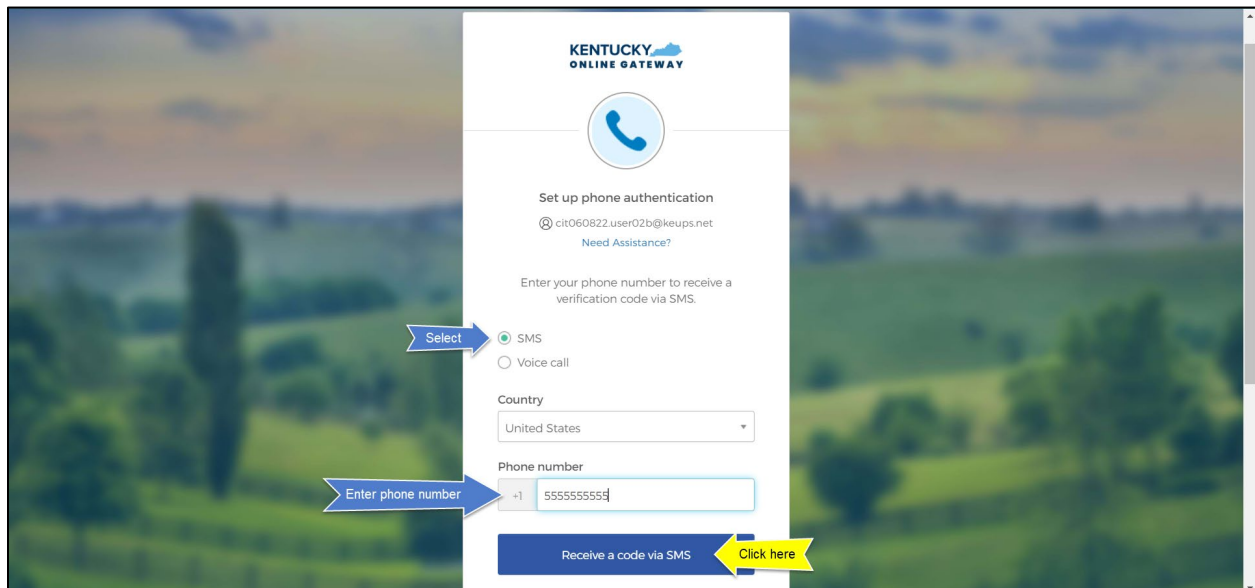 KENTUCKY
ONLINE GATEWAY
Set up phone authentication
cit060822.user02b@keups.net
Need Assistance?
Enter your phone number to receive a
verification code via SMS.
Select
SMS
Voice call
Country
United States
Phone number
Enter phone number
+1 5555555555
Receive a code via SMS
Click here